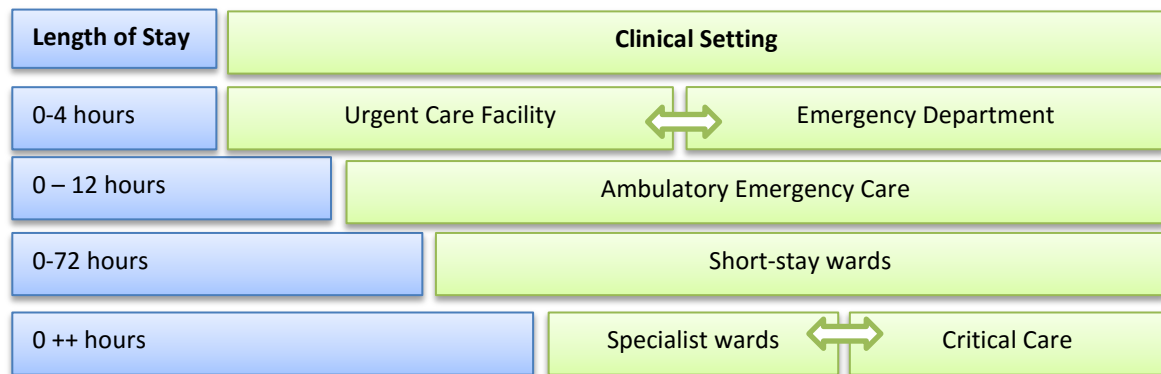 Length of Stay
Clinical Setting
0-4 hours
Urgent Care Facility
Emergency Department
0 – 12 hours
Ambulatory Emergency Care
0-72 hours
Short-stay wards
0 ++ hours
Specialist wards
Critical Care